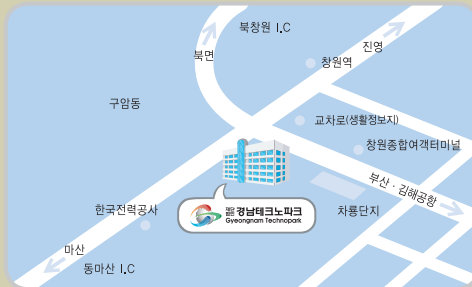 북창원 I.C
북면
진영
창원역
구암동
교차로(생활정보지)
창원종합여객터미널
부산·김해공항
경남테크노파크
Gyeongnam Technopark
차룡단지
한국전력공사
마산
동마산 I.C